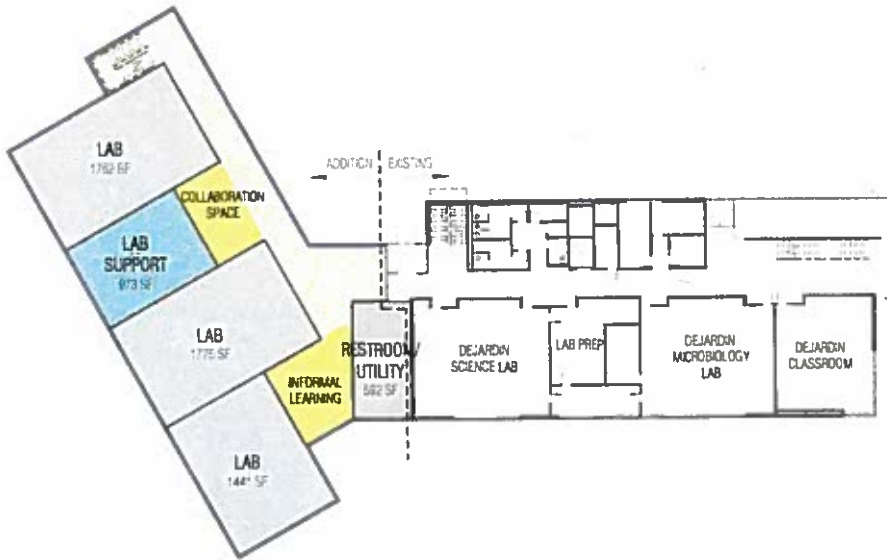 LAB
1762 SF
COLLABORATION
SPACE
LAB
SUPPORT
973 SF
LAB
1775 SF
INFORMAL
LEARNING
LAB
1441 SF
ADDITION
EXISTING
RESTROOM/
UTILITY
592 SF
DEJARDIN
SCIENCE LAB
LAB PREP
DEJARDIN
MICROBIOLOGY
LAB
DEJARDIN
CLASSROOM